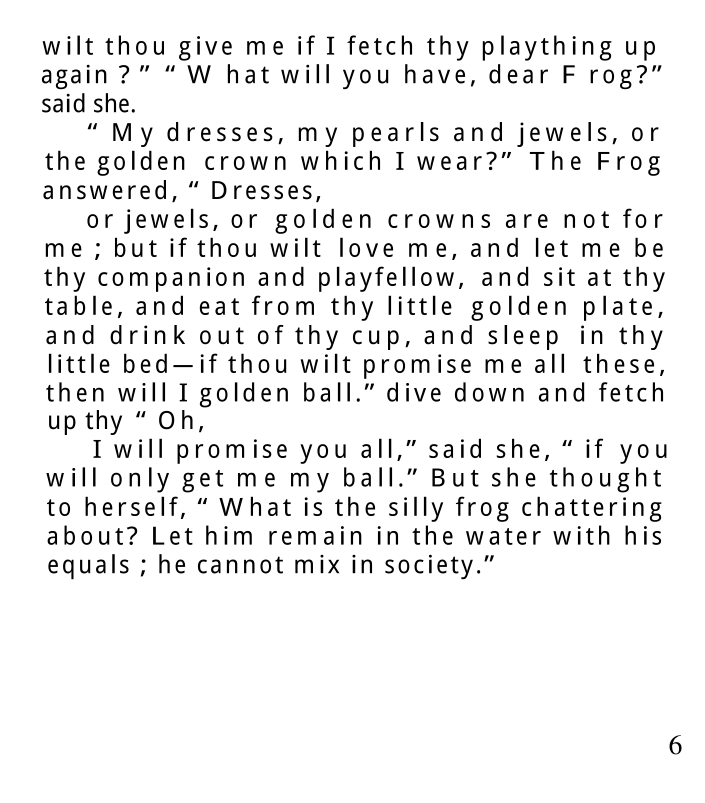 wilt thou give me if I fetch thy plaything up
again ? ” “ W hat will you have, dear F rog?”
said she.
“ My dresses, my pearls and jewels, or
the golden crown which I wear?” The Frog
answered, “ Dresses,
or jewels, or golden crowns are not for
me ; but if thou wilt love me, and let me be
thy companion and playfellow, and sit at thy
table, and eat from thy little golden plate,
and drink out of thy cup, and sleep in thy
little bed—if thou wilt promise me all these,
then will I golden ball.” dive down and fetch
up thy “ Oh,
I will promise you all,” said she, “ if you
will only get me my ball.” But she thought
to herself, “ What is the silly frog chattering
about? Let him remain in the water with his
equals ; he cannot mix in society.”
6